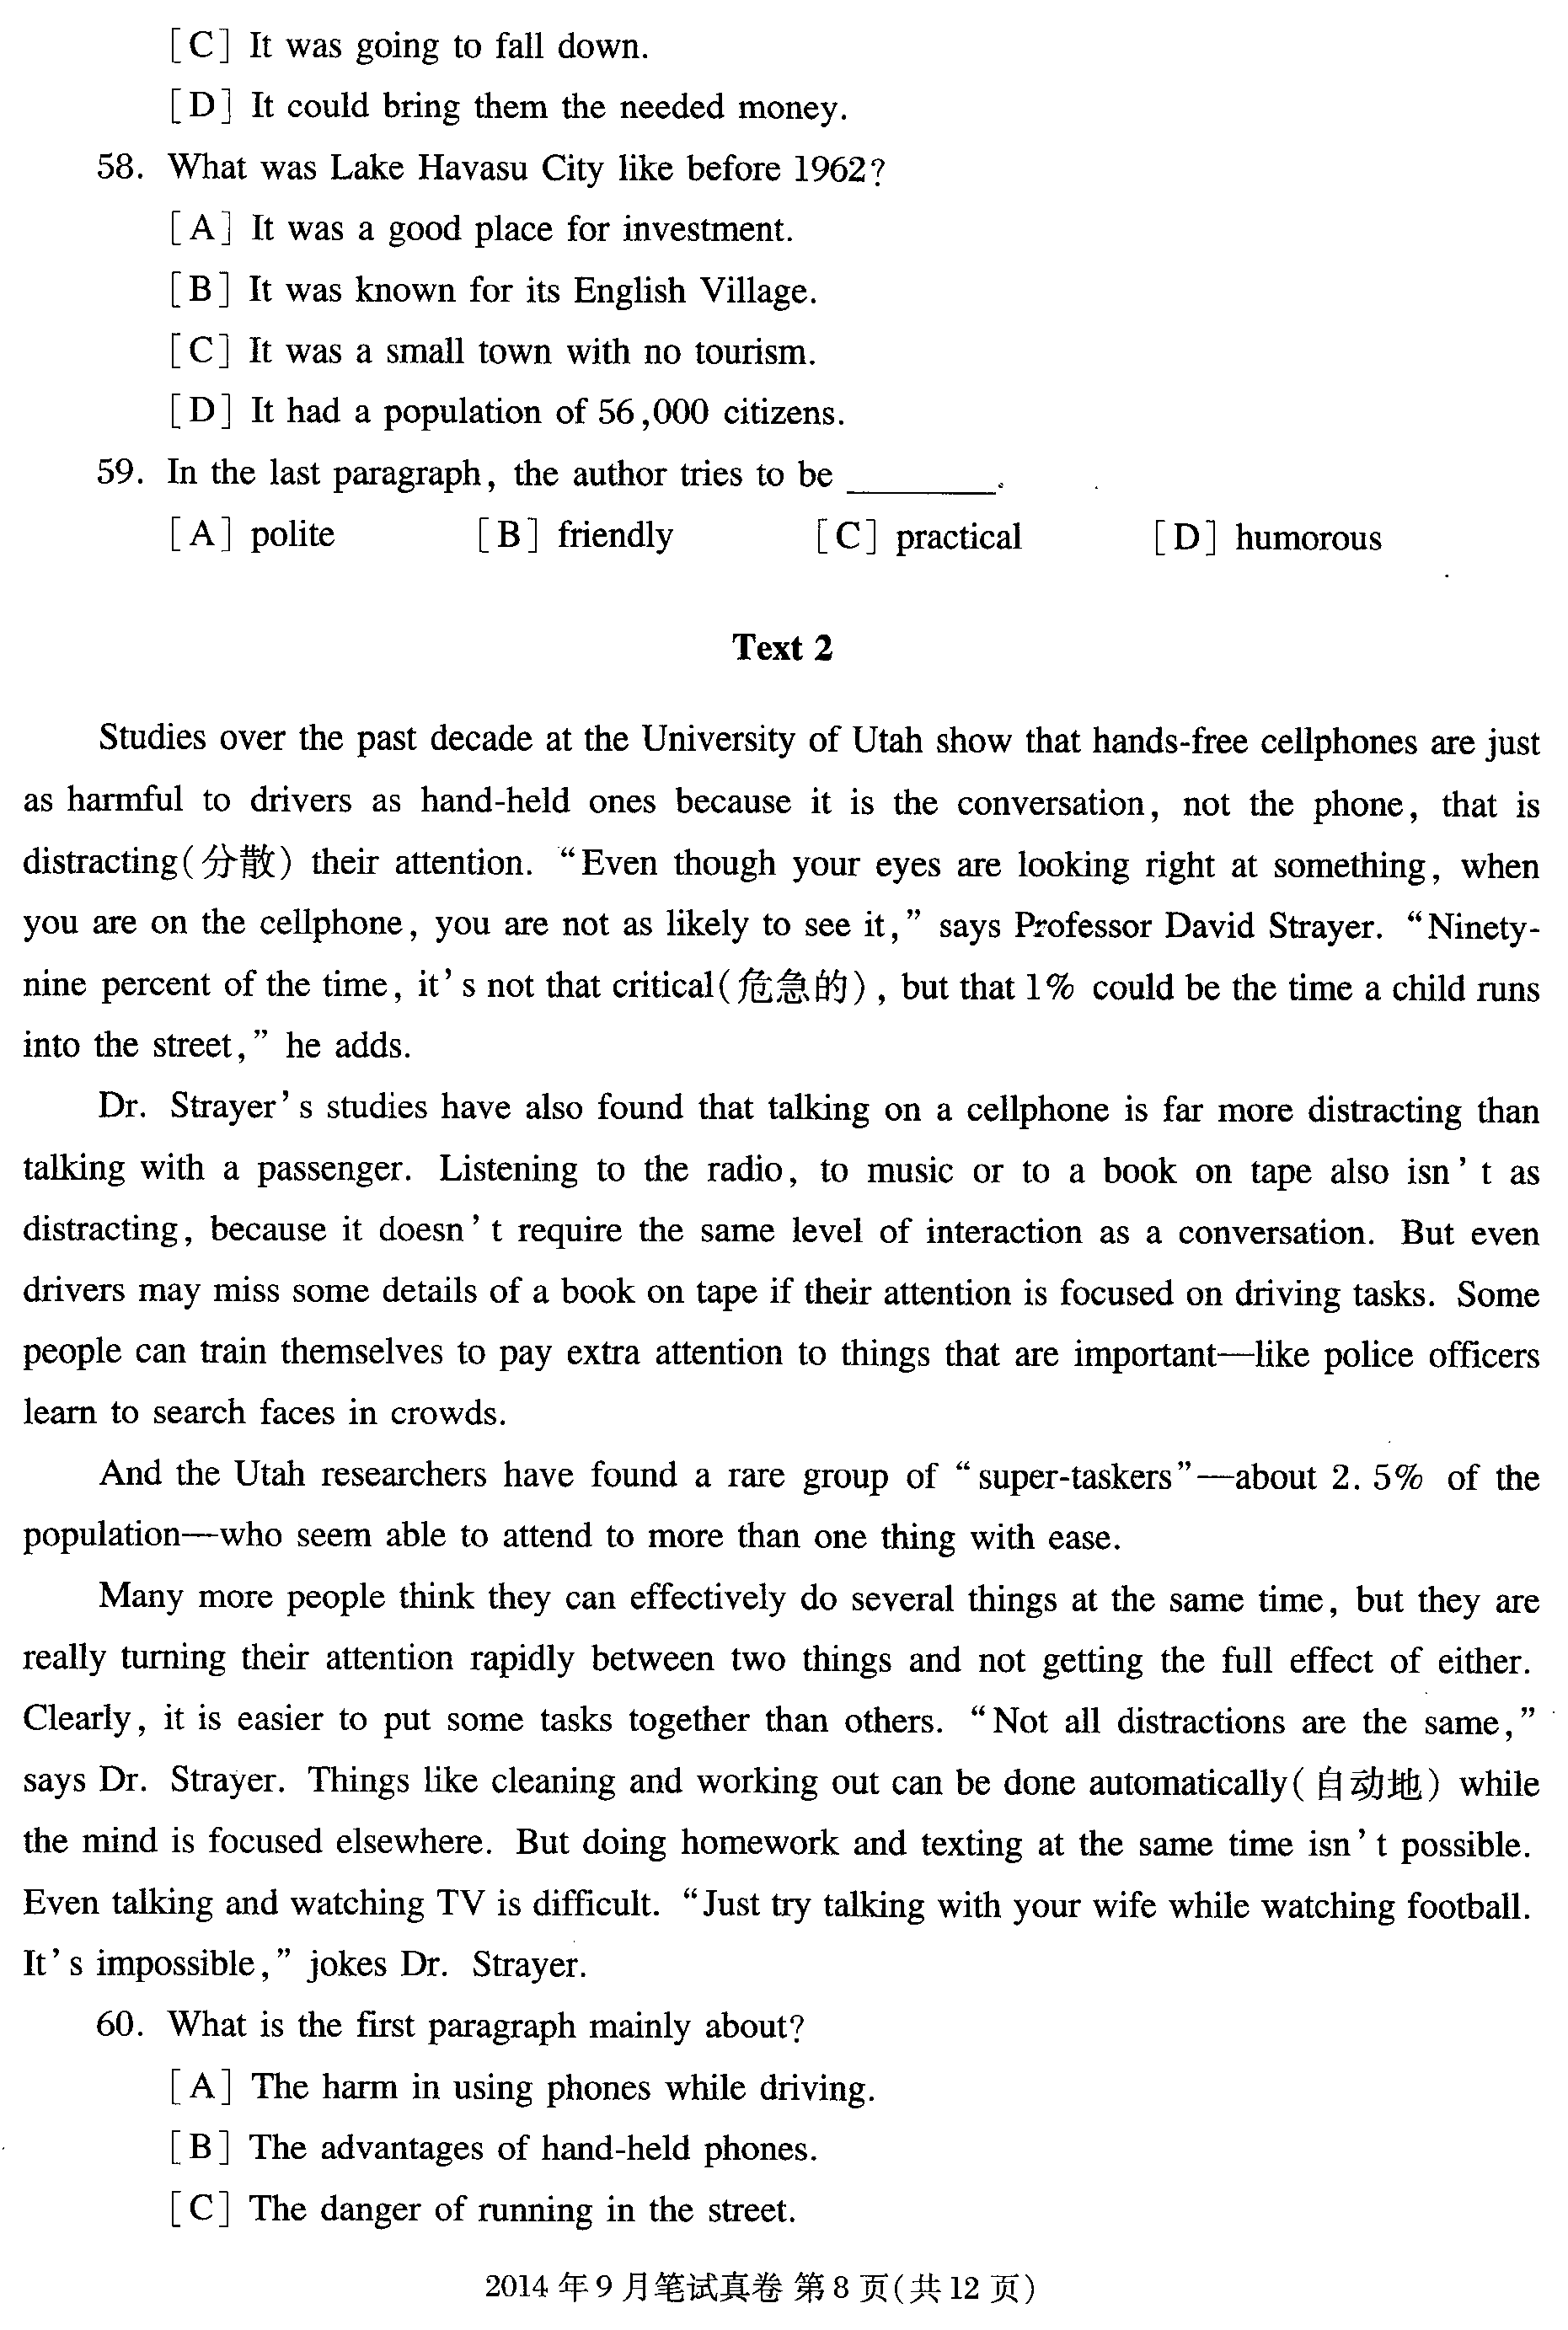 [C] It was going to fall down.
[D] It could bring them the needed money.
58. What was Lake Havasu City like before 1962?
[A] It was a good place for investment.
[B] It was known for its English Village.
[C] It was a small town with no tourism.
[D] It had a population of 56,000 citizens.
59. In the last paragraph, the author tries to be ________.
[A] polite [B] friendly [C] practical [D] humorous
Text 2
Studies over the past decade at the University of Utah show that hands-free cellphones are just
as harmful to drivers as hand-held ones because it is the conversation, not the phone, that is
distracting(分散) their attention. “Even though your eyes are looking right at something, when
you are on the cellphone, you are not as likely to see it,” says Professor David Strayer. “Ninety-
nine percent of the time, it’s not that critical(危急的), but that 1% could be the time a child runs
into the street,” he adds.
Dr. Strayer’s studies have also found that talking on a cellphone is far more distracting than
talking with a passenger. Listening to the radio, to music or to a book on tape also isn’t as
distracting, because it doesn’t require the same level of interaction as a conversation. But even
drivers may miss some details of a book on tape if their attention is focused on driving tasks. Some
people can train themselves to pay extra attention to things that are important—like police officers
learn to search faces in crowds.
And the Utah researchers have found a rare group of “super-taskers”—about 2.5% of the
population—who seem able to attend to more than one thing with ease.
Many more people think they can effectively do several things at the same time, but they are
really turning their attention rapidly between two things and not getting the full effect of either.
Clearly, it is easier to put some tasks together than others. “Not all distractions are the same,”
says Dr. Strayer. Things like cleaning and working out can be done automatically(自动地) while
the mind is focused elsewhere. But doing homework and texting at the same time isn’t possible.
Even talking and watching TV is difficult. “Just try talking with your wife while watching football.
It’s impossible,” jokes Dr. Strayer.
60. What is the first paragraph mainly about?
[A] The harm in using phones while driving.
[B] The advantages of hand-held phones.
[C] The danger of running in the street.
2014 年 9 月笔试真卷 第 8 页(共 12 页)